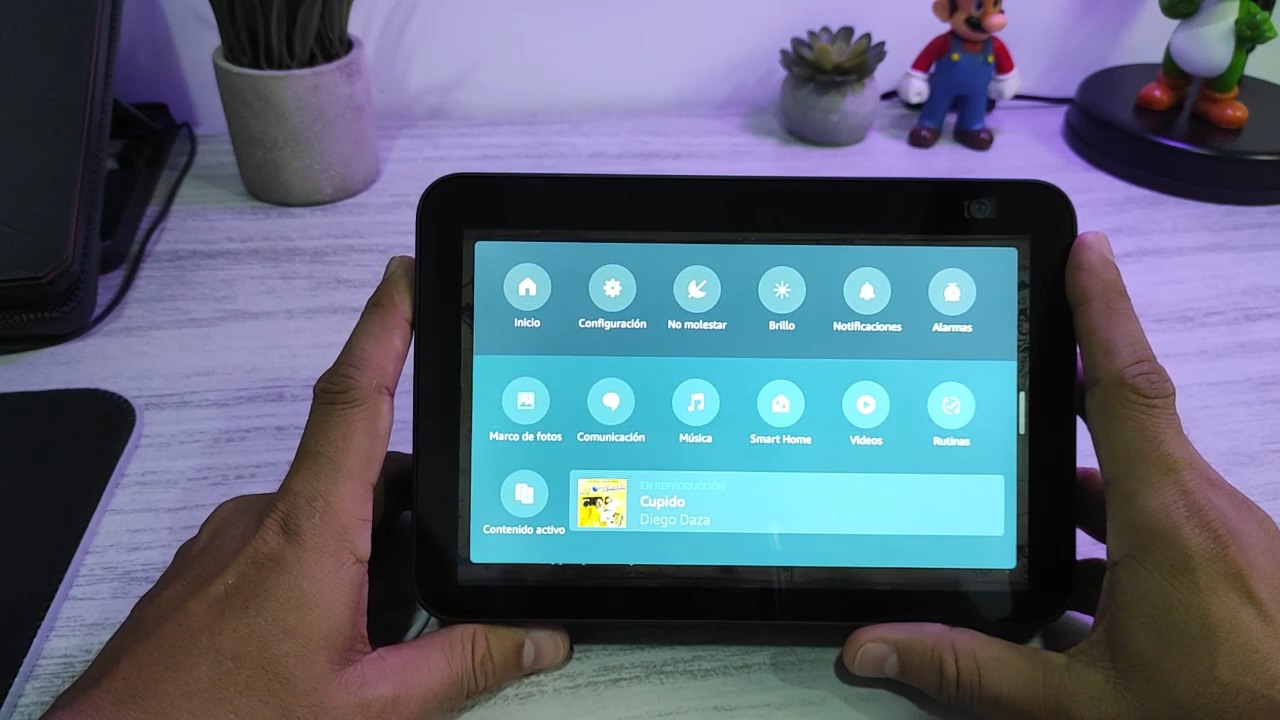 Inicio
Configuración
No molestar
Brillo
Notificaciones
Alarmas
Marco de fotos
Comunicación
Música
Smart Home
Videos
Rutinas
Contenido activo
EN REPRODUCCIÓN
Cupido
Diego Daza